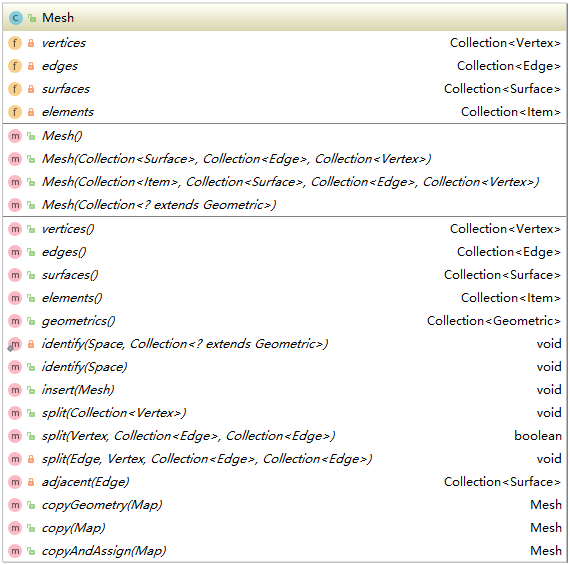 C Mesh
f vertices Collection<Vertex>
f edges Collection<Edge>
f surfaces Collection<Surface>
f elements Collection<Item>
m Mesh()
m Mesh(Collection<Surface>, Collection<Edge>, Collection<Vertex>)
m Mesh(Collection<Item>, Collection<Surface>, Collection<Edge>, Collection<Vertex>)
m Mesh(Collection<? extends Geometric>)
m vertices() Collection<Vertex>
m edges() Collection<Edge>
m surfaces() Collection<Surface>
m elements() Collection<Item>
m geometrics() Collection<Geometric>
m identify(Space, Collection<? extends Geometric>) void
m identify(Space) void
m insert(Mesh) void
m split(Collection<Vertex>) void
m split(Vertex, Collection<Edge>, Collection<Edge>) boolean
m split(Edge, Vertex, Collection<Edge>, Collection<Edge>) void
m adjacent(Edge) Collection<Surface>
m copyGeometry(Map) Mesh
m copy(Map) Mesh
m copyAndAssign(Map) Mesh